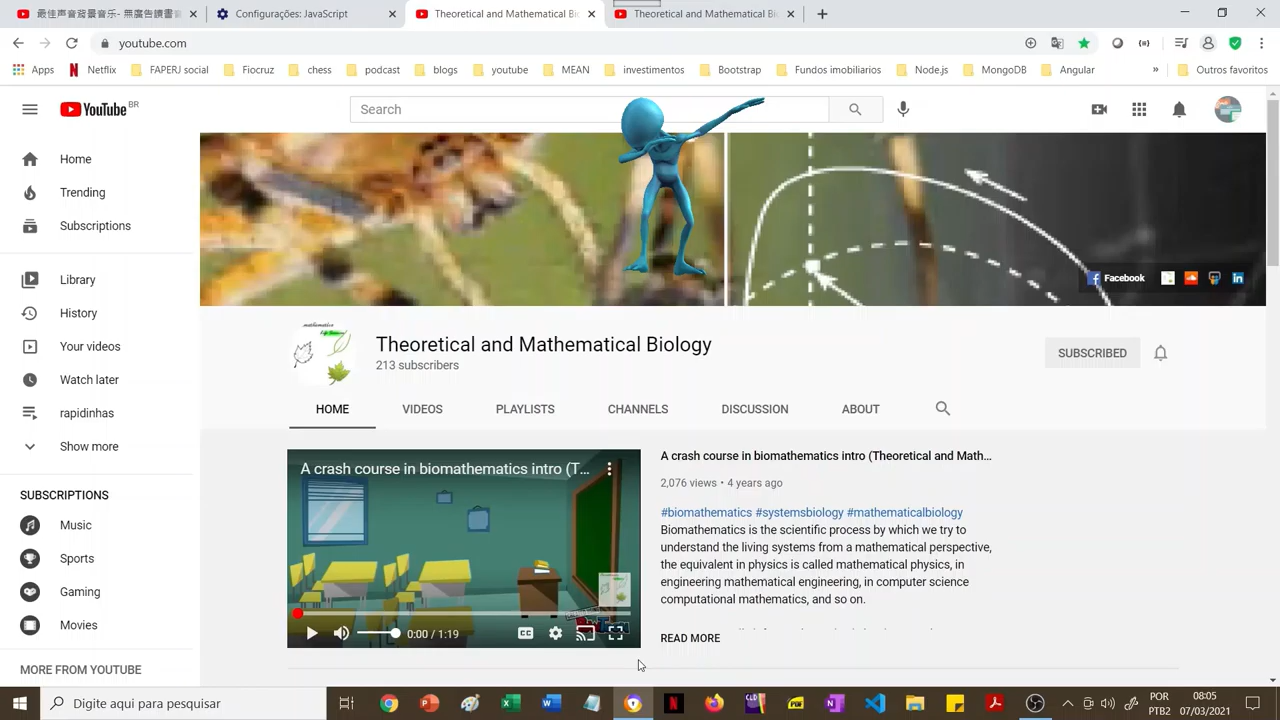 最佳声音背景音乐- 無廣告讀書音
Configurações: JavaScript
Theoretical and Mathematical Bi
Theoretical and Mathematical Bi
youtube.com
Apps
Netflix
FAPERJ social
Fiocruz
chess
podcast
blogs
youtube
MEAN
investimentos
Bootstrap
Fundos imobiliarios
Node.js
MongoDB
Angular
»
Outros favoritos
YouTube BR
Search
Home
Trending
Subscriptions
Library
History
Your videos
Watch later
rapidinhas
Show more
SUBSCRIPTIONS
Music
Sports
Gaming
Movies
MORE FROM YOUTUBE
Facebook
Theoretical and Mathematical Biology
213 subscribers
SUBSCRIBED
HOME
VIDEOS
PLAYLISTS
CHANNELS
DISCUSSION
ABOUT
A crash course in biomathematics intro (T...
0:00 / 1:19
A crash course in biomathematics intro (Theoretical and Math...
2,076 views • 4 years ago
#biomathematics #systemsbiology #mathematicalbiology
Biomathematics is the scientific process by which we try to
understand the living systems from a mathematical perspective,
the equivalent in physics is called mathematical physics, in
engineering mathematical engineering, in computer science
computational mathematics, and so on.
READ MORE
Digite aqui para pesquisar
POR
PTB2
08:05
07/03/2021